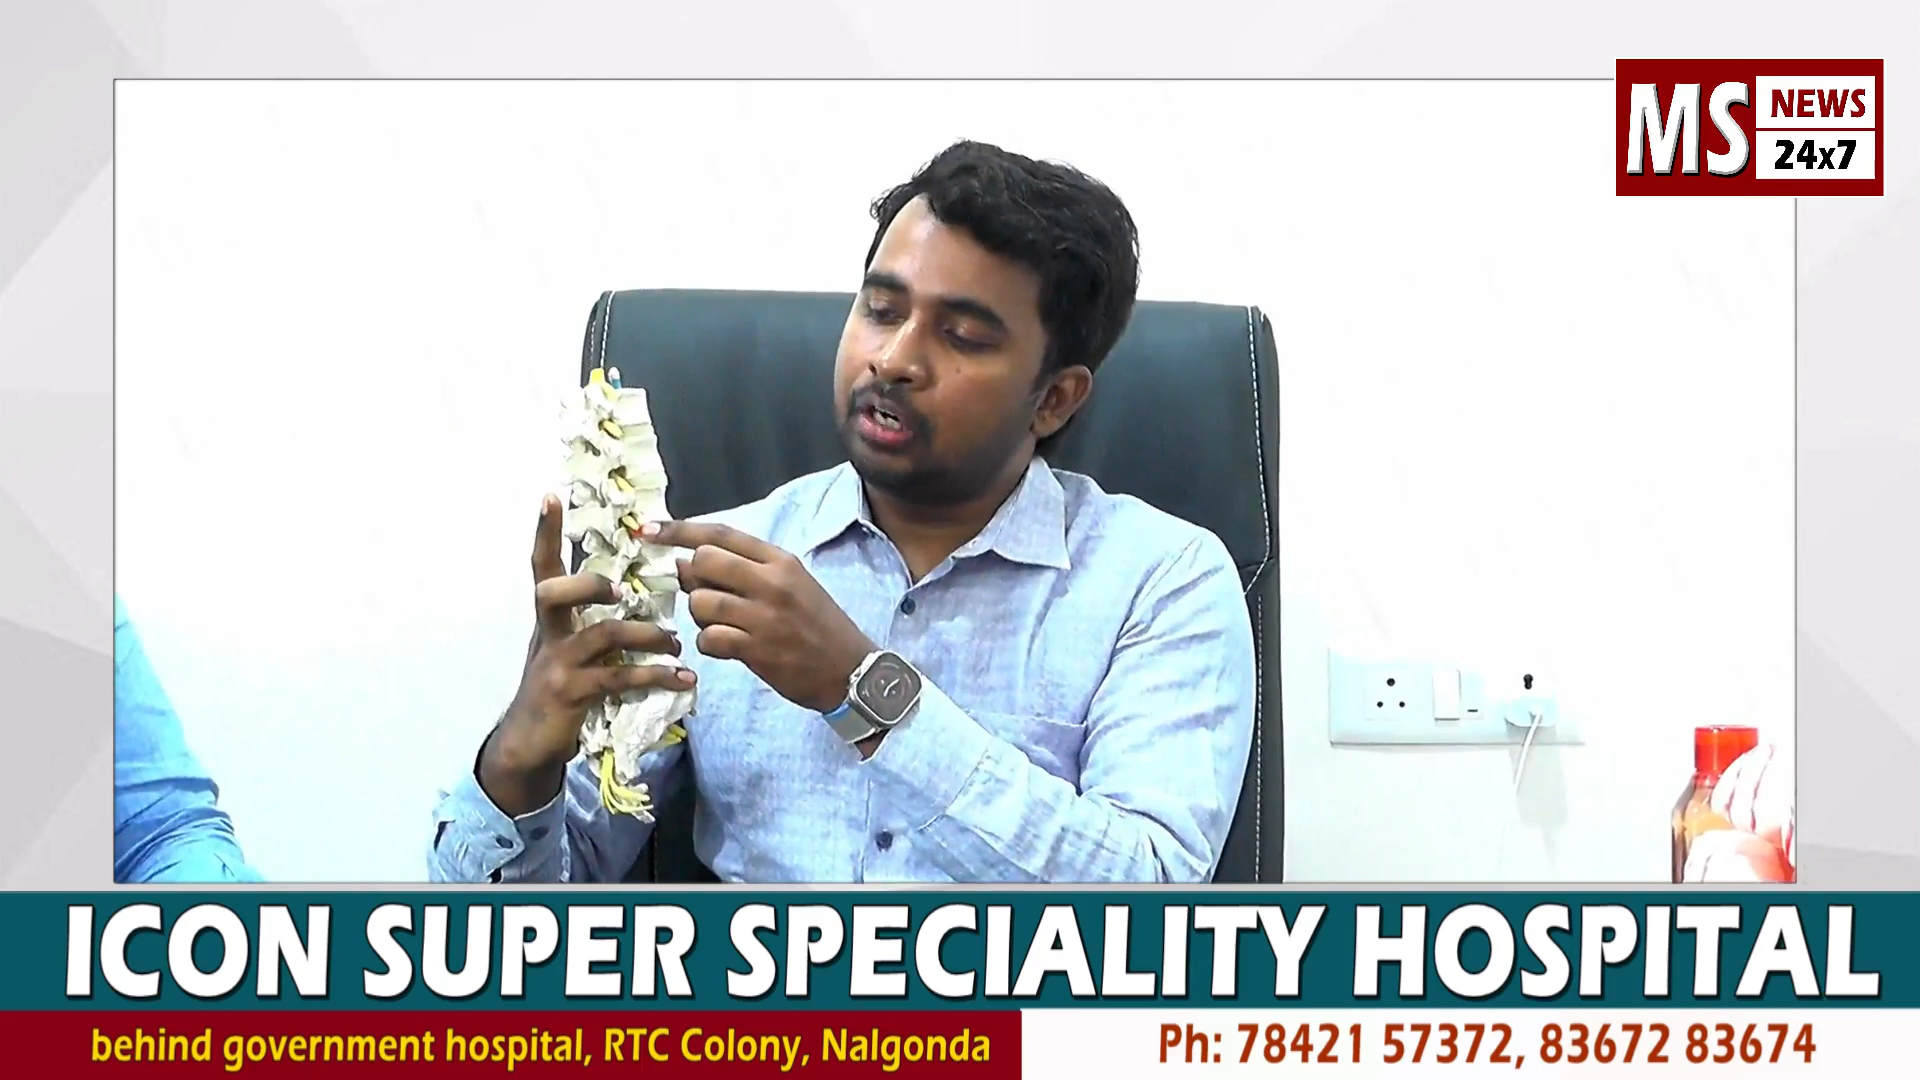 MS NEWS
24x7
ICON SUPER SPECIALITY HOSPITAL
behind government hospital, RTC Colony, Nalgonda
Ph: 78421 57372, 83672 83674